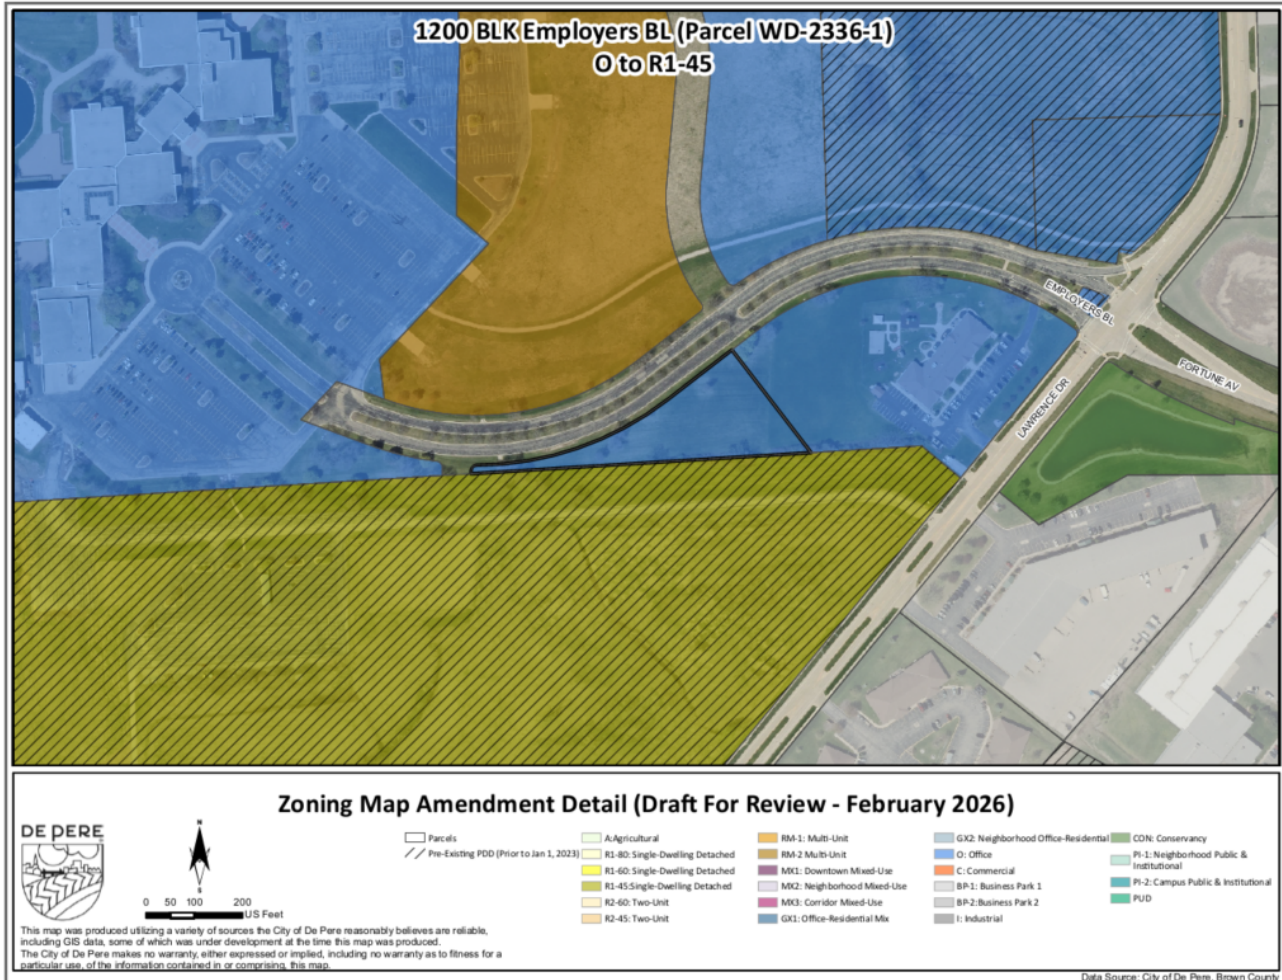 1200 BLK Employers BL (Parcel WD-2336-1)
O to R1-45
EMPLOYERS BL
FORTUNE AV
LAWRENCE DR
Zoning Map Amendment Detail (Draft For Review - February 2026)
DE PERE
N
S
0 50 100 200
US Feet
Parcels
Pre-Existing PDD (Prior to Jan 1, 2023)
A:Agricultural
R1-80: Single-Dwelling Detached
R1-60: Single-Dwelling Detached
R1-45:Single-Dwelling Detached
R2-60: Two-Unit
R2-45: Two-Unit
RM-1: Multi-Unit
RM-2 Multi-Unit
MX1: Downtown Mixed-Use
MX2: Neighborhood Mixed-Use
MX3: Corridor Mixed-Use
GX1: Office-Residential Mix
GX2: Neighborhood Office-Residential
O: Office
C: Commercial
BP-1: Business Park 1
BP-2:Business Park 2
I: Industrial
CON: Conservancy
PI-1: Neighborhood Public &
Institutional
PI-2: Campus Public & Institutional
PUD
This map was produced utilizing a variety of sources the City of De Pere reasonably believes are reliable,
including GIS data, some of which was under development at the time this map was produced.
The City of De Pere makes no warranty, either expressed or implied, including no warranty as to fitness for a
particular use, of the information contained in or comprising, this map.
Data Source: City of De Pere, Brown County